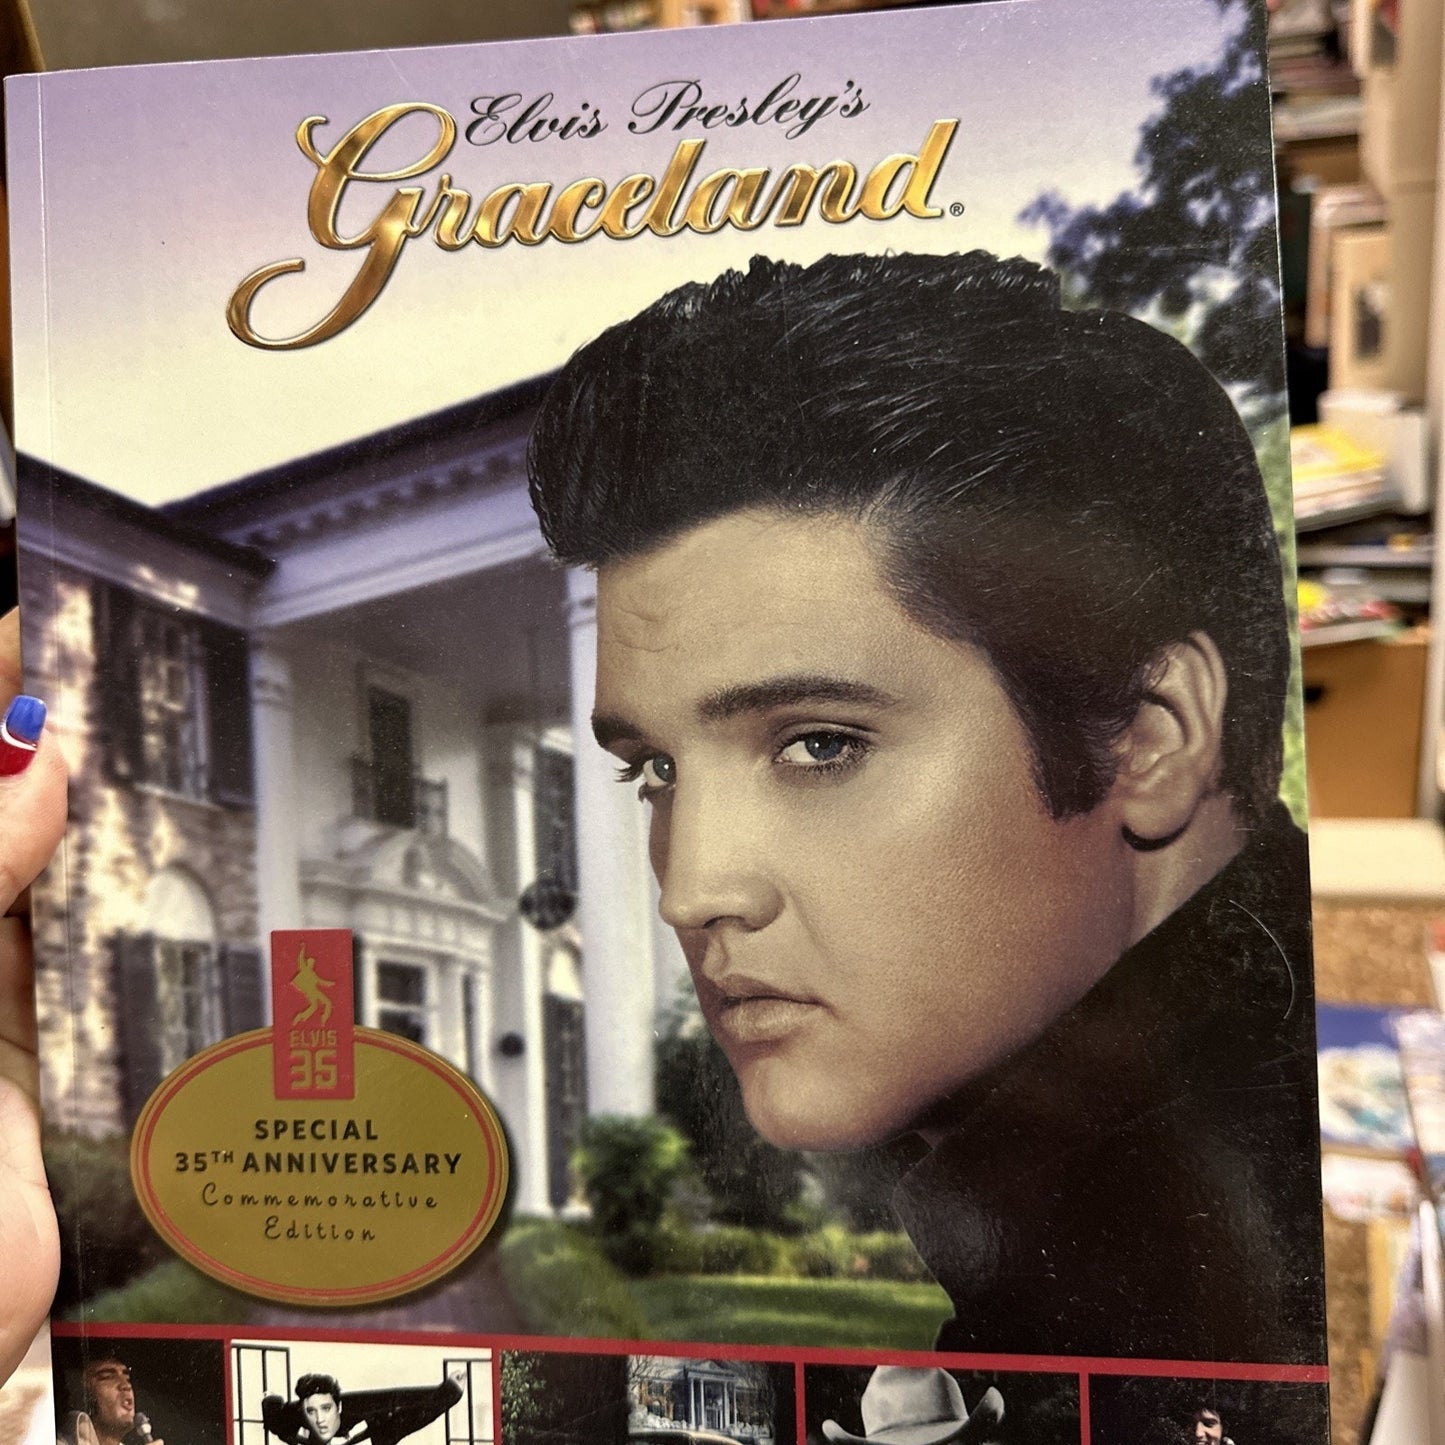 Elvis Presley's
Graceland®
ELVIS
35
SPECIAL
35TH ANNIVERSARY
Commemorative
Edition